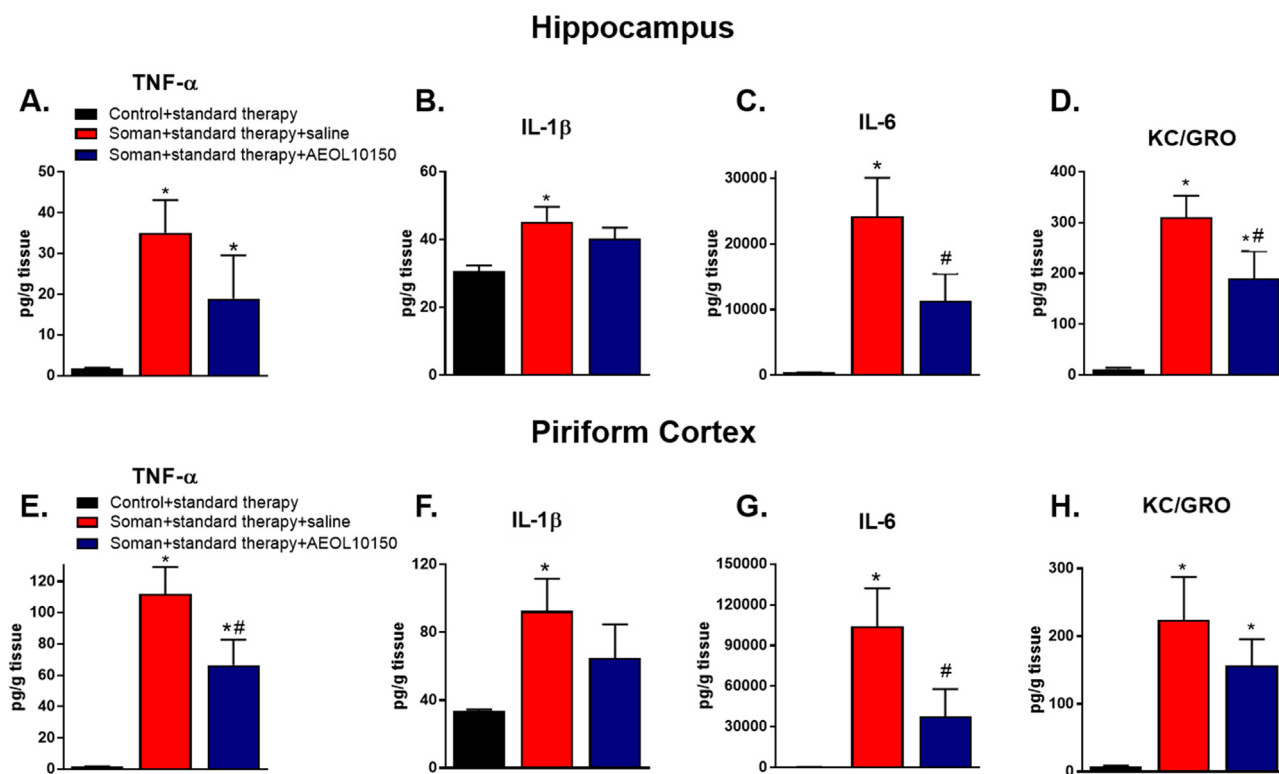 Hippocampus
A.
TNF-α
Control+standard therapy
Soman+standard therapy+saline
Soman+standard therapy+AEOL10150
pg/g tissue
50
40
30
20
10
0
*
*
B.
IL-1β
pg/g tissue
60
40
20
0
*
C.
IL-6
pg/g tissue
30000
20000
10000
0
*
#
D.
KC/GRO
pg/g tissue
400
300
200
100
0
*
*#
Piriform Cortex
E.
TNF-α
Control+standard therapy
Soman+standard therapy+saline
Soman+standard therapy+AEOL10150
pg/g tissue
120
100
80
60
40
20
0
*
*#
F.
IL-1β
pg/g tissue
120
80
40
0
*
G.
IL-6
pg/g tissue
150000
120000
90000
60000
30000
0
*
#
H.
KC/GRO
pg/g tissue
300
200
100
0
*
*